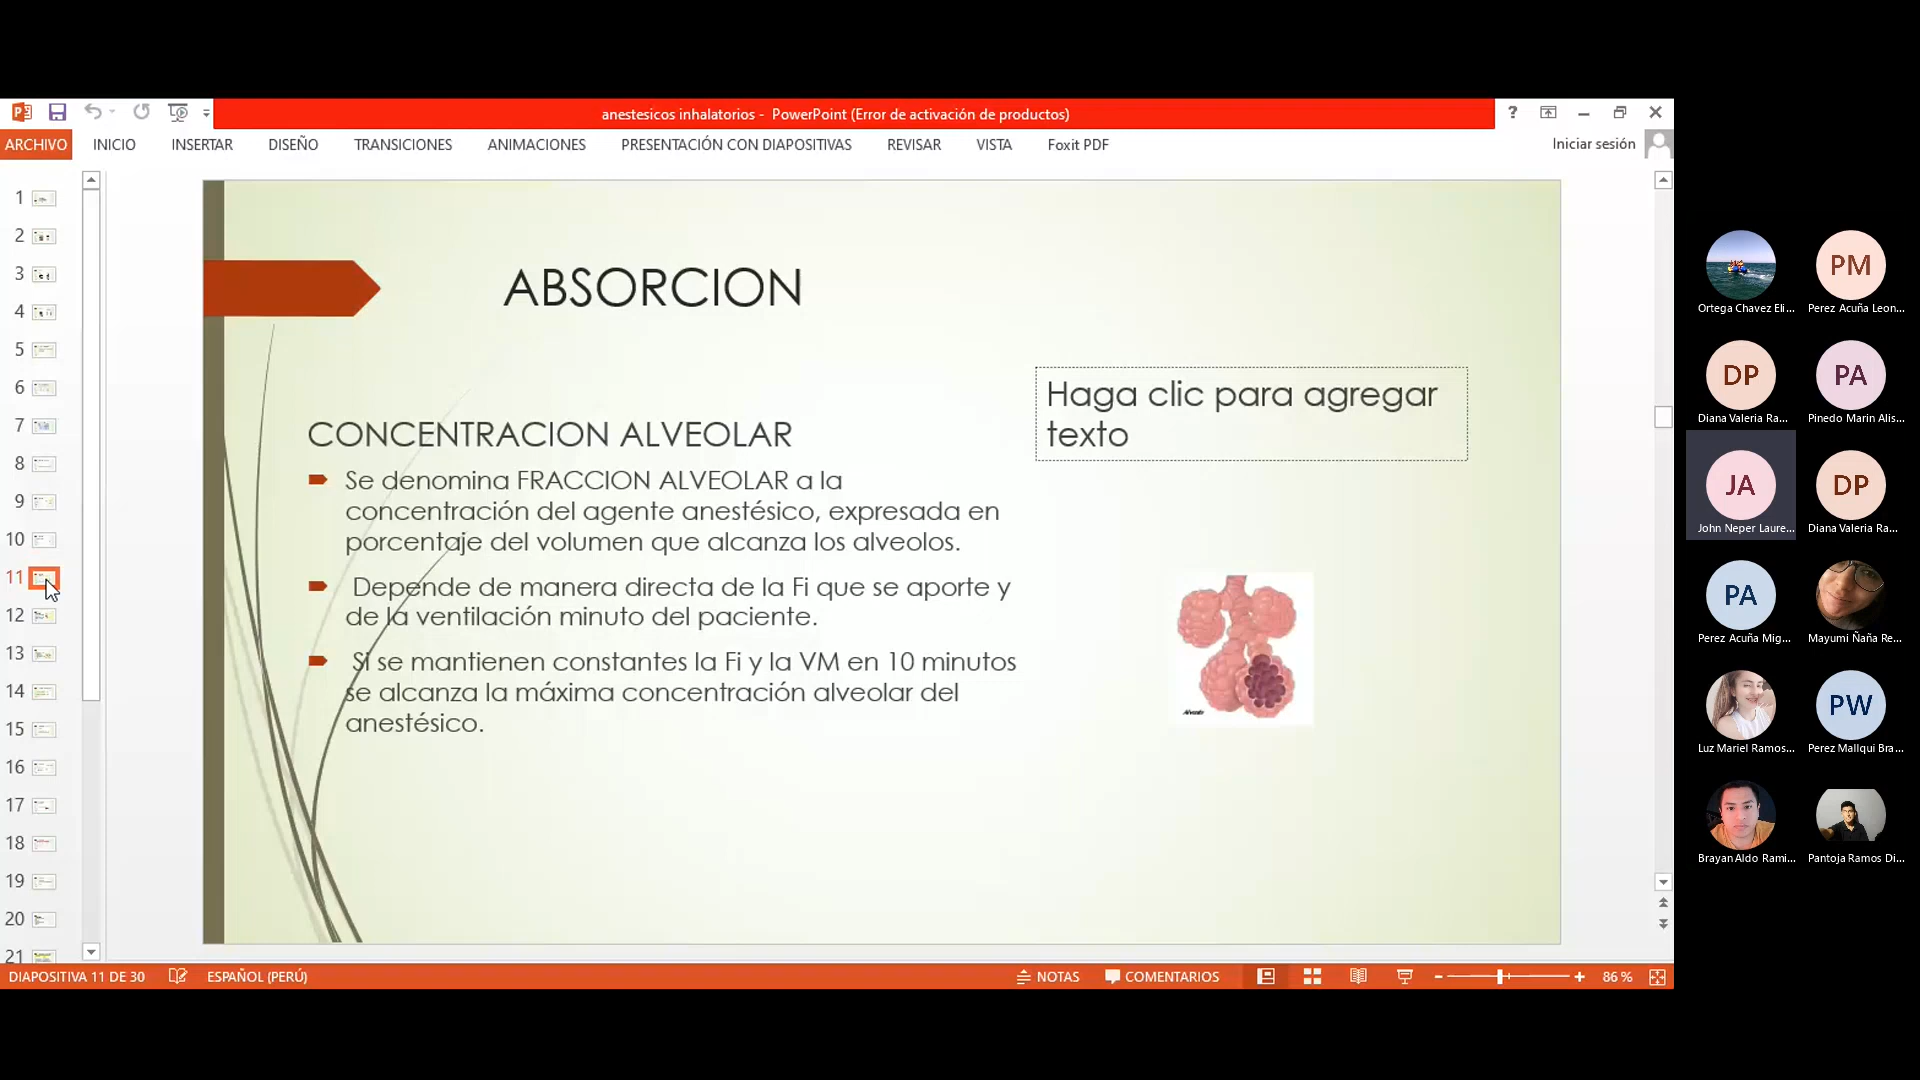 anestesicos inhalatorios - PowerPoint (Error de activación de productos)
?
ARCHIVO INICIO INSERTAR DISEÑO TRANSICIONES ANIMACIONES PRESENTACIÓN CON DIAPOSITIVAS REVISAR VISTA Foxit PDF Iniciar sesión
1
2
3
4
5
6
7
8
9
10
11
12
13
14
15
16
17
18
19
20
21
ABSORCION
CONCENTRACION ALVEOLAR
Se denomina FRACCION ALVEOLAR a la
concentración del agente anestésico, expresada en
porcentaje del volumen que alcanza los alveolos.
Depende de manera directa de la Fi que se aporte y
de la ventilación minuto del paciente.
Si se mantienen constantes la Fi y la VM en 10 minutos
se alcanza la máxima concentración alveolar del
anestésico.
Haga clic para agregar
texto
Alveolo
DIAPOSITIVA 11 DE 30 ESPAÑOL (PERÚ) NOTAS COMENTARIOS 86 %
Ortega Chavez Eli...
PM
Perez Acuña Leon...
DP
Diana Valeria Ra...
PA
Pinedo Marin Alis...
JA
John Neper Laure...
DP
Diana Valeria Ra...
PA
Perez Acuña Mig...
Mayumi Ñaña Re...
Luz Mariel Ramos...
PW
Perez Mallqui Bra...
Brayan Aldo Rami...
Pantoja Ramos Di...